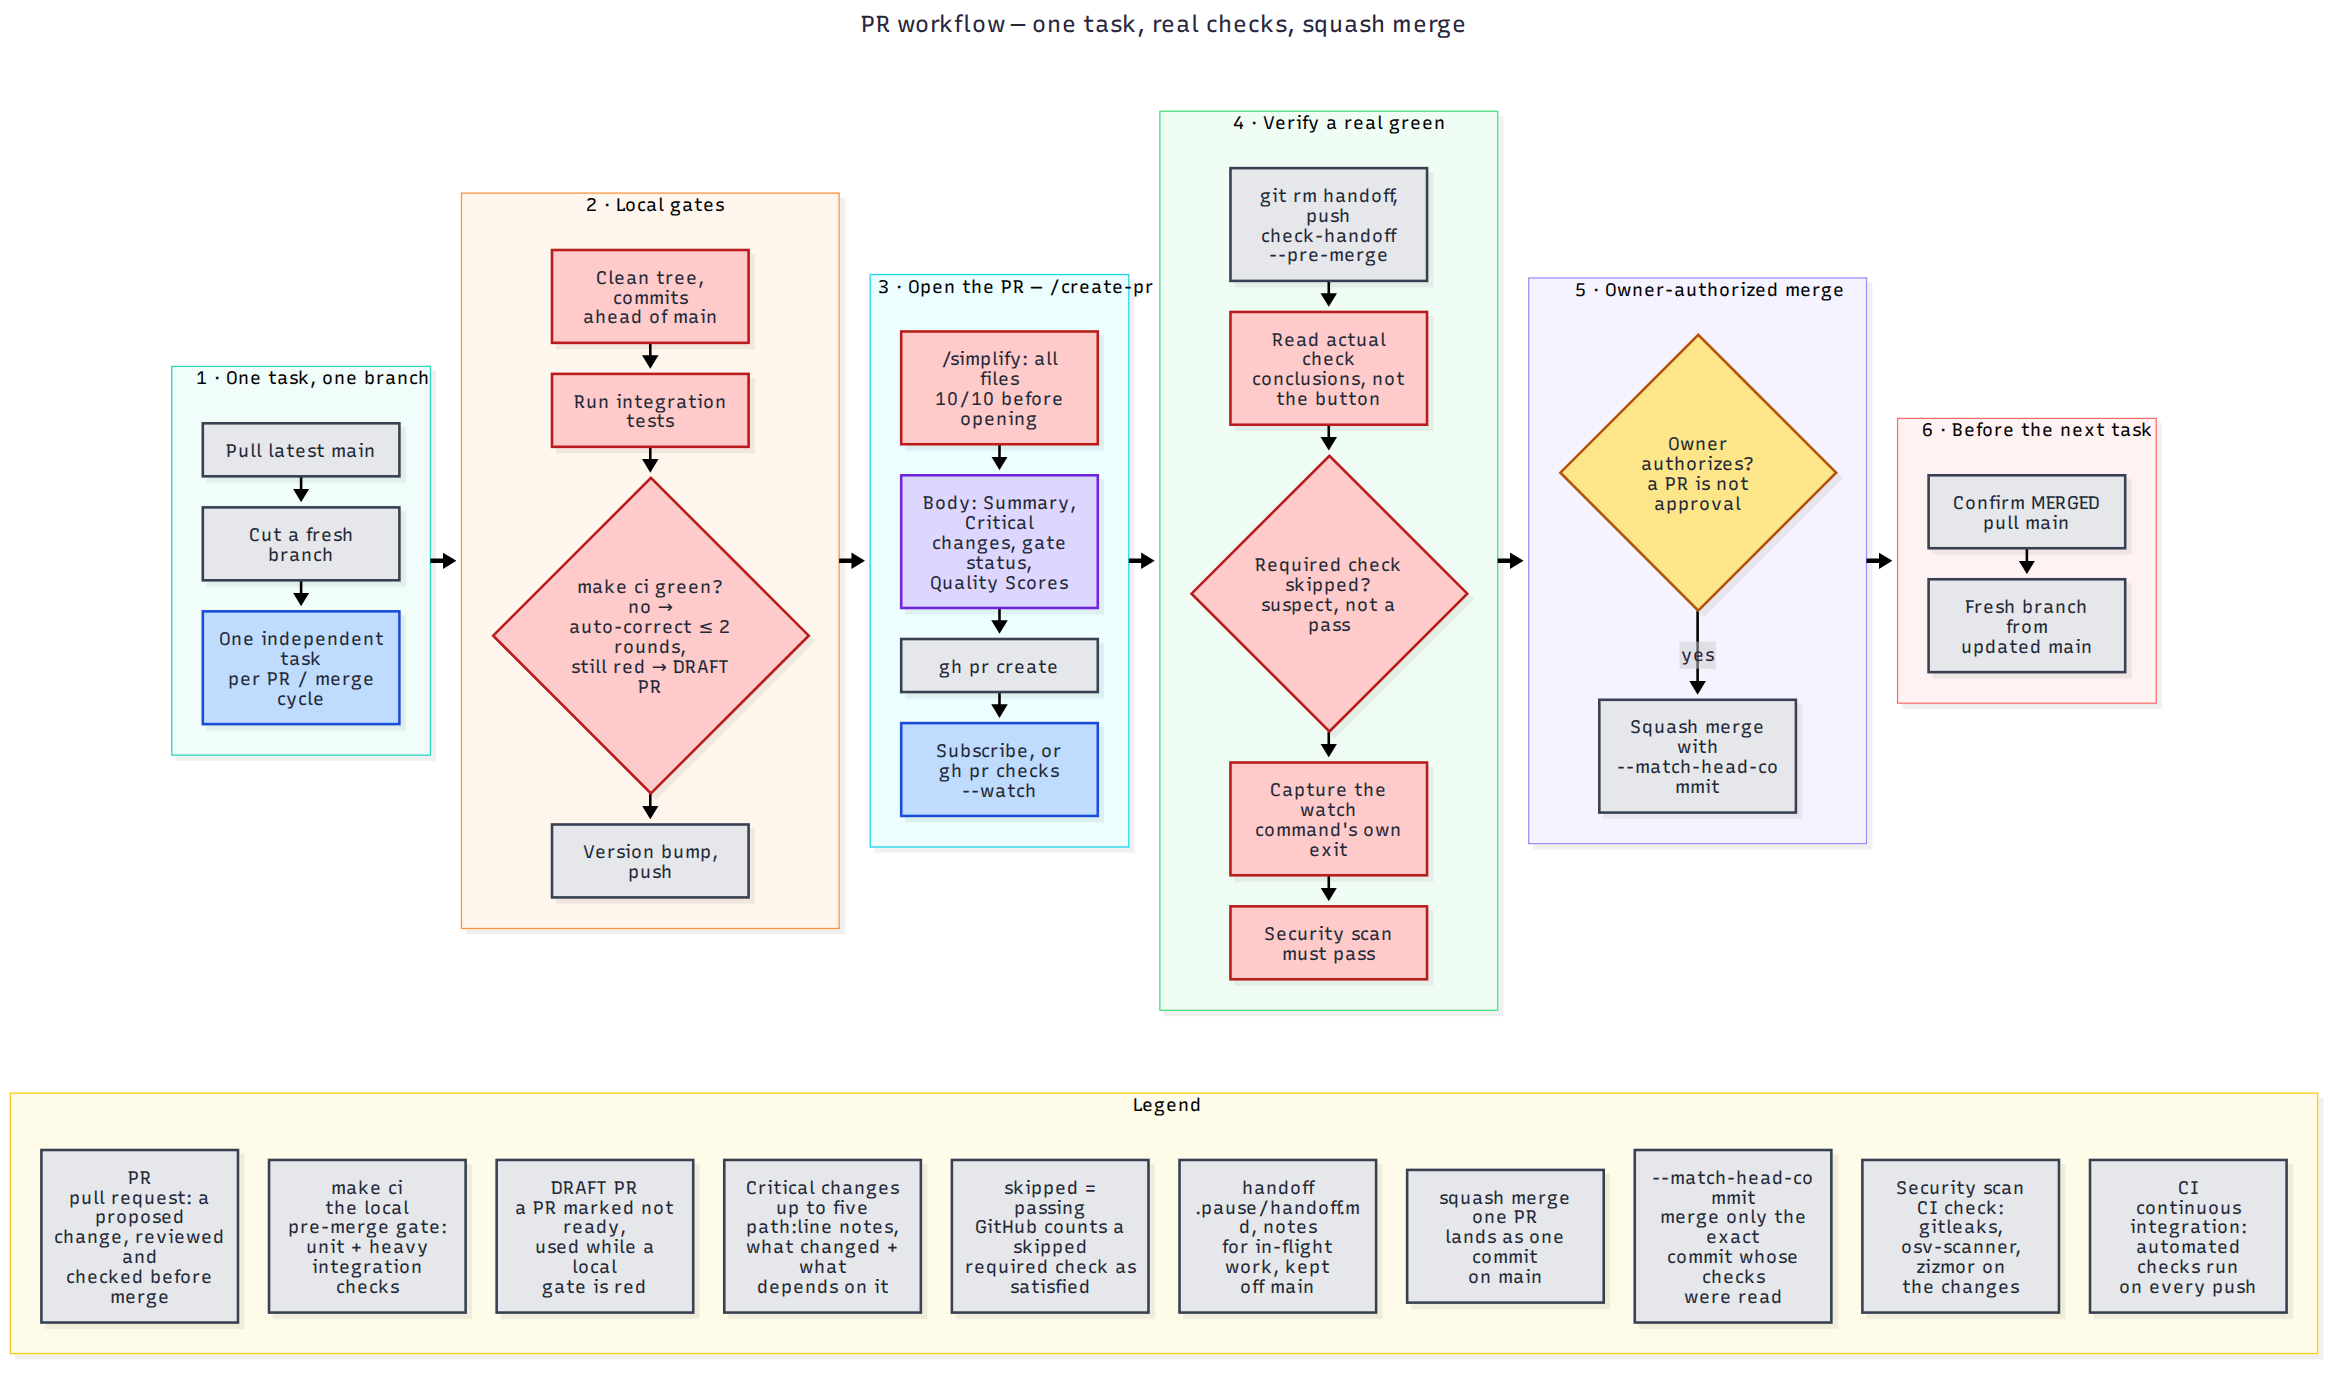 PR workflow — one task, real checks, squash merge
1 · One task, one branch
Pull latest main
Cut a fresh
branch
One independent
task
per PR / merge
cycle
2 · Local gates
Clean tree,
commits
ahead of main
Run integration
tests
make ci green?
no →
auto-correct ≤ 2
rounds,
still red → DRAFT
PR
Version bump,
push
3 · Open the PR — /create-pr
/simplify: all
files
10/10 before
opening
Body: Summary,
Critical
changes, gate
status,
Quality Scores
gh pr create
Subscribe, or
gh pr checks
--watch
4 · Verify a real green
git rm handoff,
push
check-handoff
--pre-merge
Read actual
check
conclusions, not
the button
Required check
skipped?
suspect, not a
pass
Capture the
watch
command's own
exit
Security scan
must pass
5 · Owner-authorized merge
Owner
authorizes?
a PR is not
approval
yes
Squash merge
with
--match-head-co
mmit
6 · Before the next task
Confirm MERGED
pull main
Fresh branch
from
updated main
Legend
PR
pull request: a
proposed
change, reviewed
and
checked before
merge
make ci
the local
pre-merge gate:
unit + heavy
integration
checks
DRAFT PR
a PR marked not
ready,
used while a
local
gate is red
Critical changes
up to five
path:line notes,
what changed +
what
depends on it
skipped =
passing
GitHub counts a
skipped
required check as
satisfied
handoff
.pause/handoff.m
d, notes
for in-flight
work, kept
off main
squash merge
one PR
lands as one
commit
on main
--match-head-co
mmit
merge only the
exact
commit whose
checks
were read
Security scan
CI check:
gitleaks,
osv-scanner,
zizmor on
the changes
CI
continuous
integration:
automated
checks run
on every push